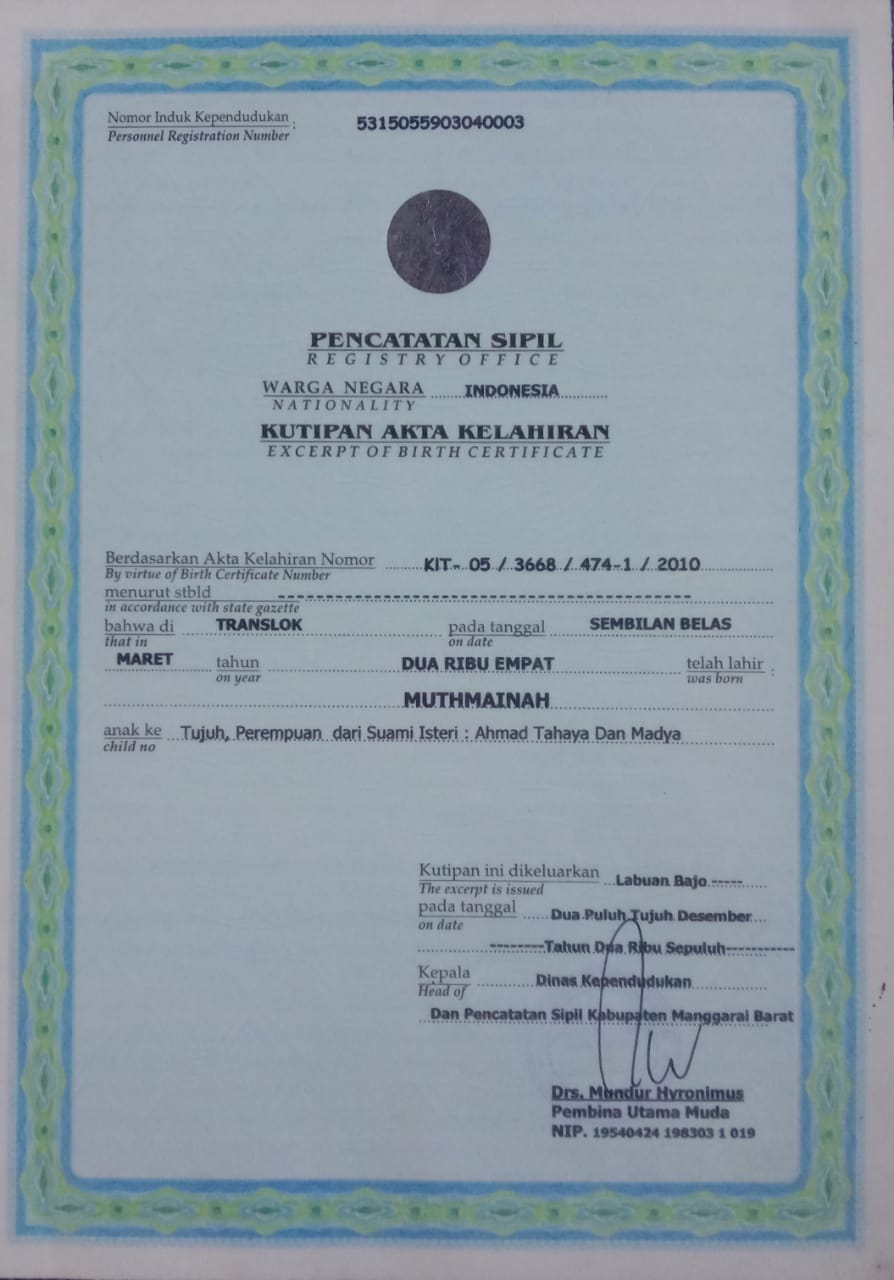 Nomor Induk Kependudukan : 5315055903040003
Personnel Registration Number
PENCATATAN SIPIL
REGISTRY OFFICE
WARGA NEGARA INDONESIA
NATIONALITY
KUTIPAN AKTA KELAHIRAN
EXCERPT OF BIRTH CERTIFICATE
Berdasarkan Akta Kelahiran Nomor KIT- 05 / 3668 / 474-1 / 2010
By virtue of Birth Certificate Number
menurut stbld
in accordance with state gazette
bahwa di TRANSLOK pada tanggal SEMBILAN BELAS
that in on date
MARET tahun DUA RIBU EMPAT telah lahir :
on year was born
MUTHMAINAH
anak ke Tujuh, Perempuan dari Suami Isteri : Ahmad Tahaya Dan Madya
child no
Kutipan ini dikeluarkan Labuan Bajo -----
The excerpt is issued
pada tanggal Dua Puluh Tujuh Desember
on date
--------Tahun Dua Ribu Sepuluh-----------
Kepala Dinas Kependudukan
Head of
Dan Pencatatan Sipil Kabupaten Manggarai Barat
Drs. Mundur Hyronimus
Pembina Utama Muda
NIP. 19540424 198303 1 019